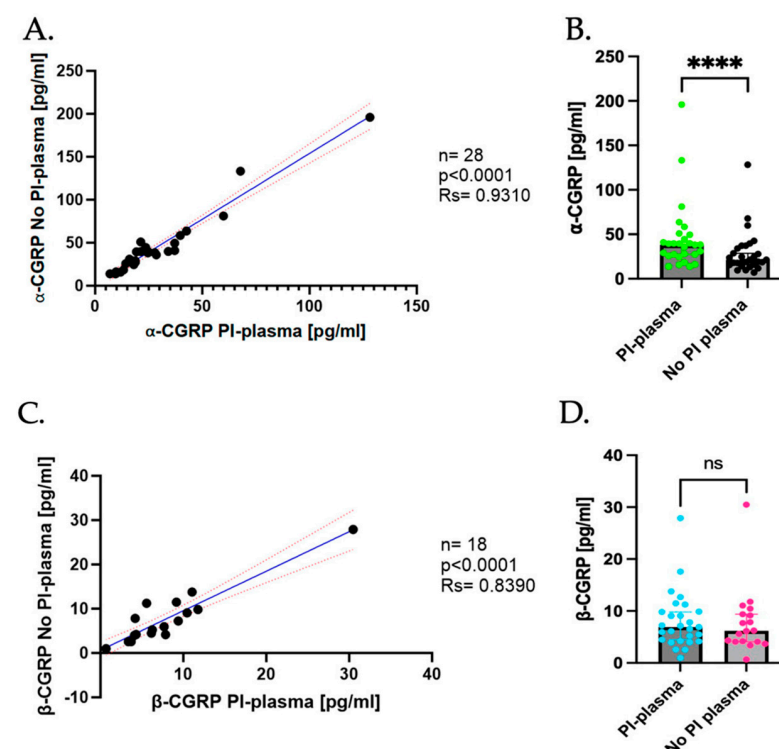 A.
α-CGRP No PI-plasma [pg/ml]
250
200
150
100
50
0
0
50
100
150
α-CGRP PI-plasma [pg/ml]
n= 28
p<0.0001
Rs= 0.9310
B.
α-CGRP [pg/ml]
250
200
150
100
50
0
****
PI-plasma
No PI plasma
C.
β-CGRP No PI-plasma [pg/ml]
40
30
20
10
0
-10
10
20
30
40
β-CGRP PI-plasma [pg/ml]
n= 18
p<0.0001
Rs= 0.8390
D.
β-CGRP [pg/ml]
40
30
20
10
0
ns
PI-plasma
No PI plasma